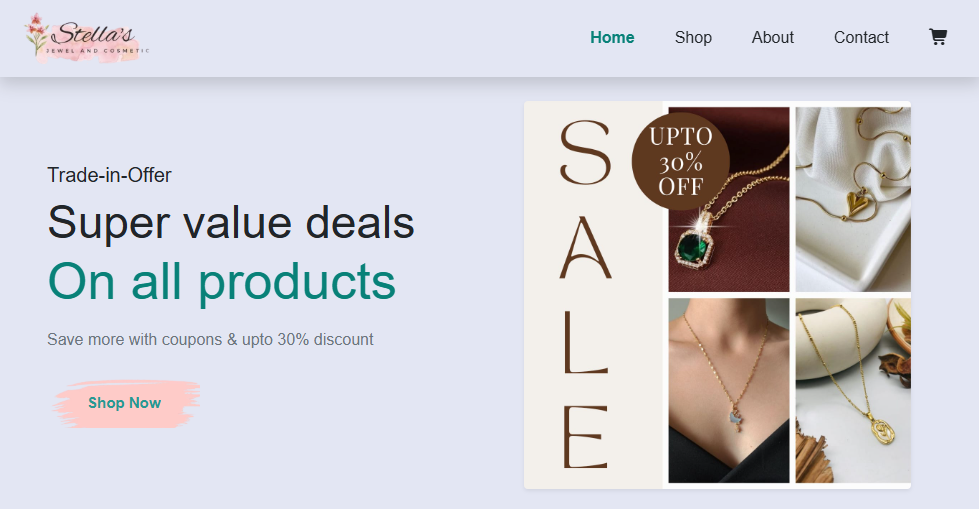 Stella's
JEWEL AND COSMETIC
Home
Shop
About
Contact
Trade-in-Offer
Super value deals
On all products
Save more with coupons & upto 30% discount
Shop Now
SALE
UPTO
30%
OFF